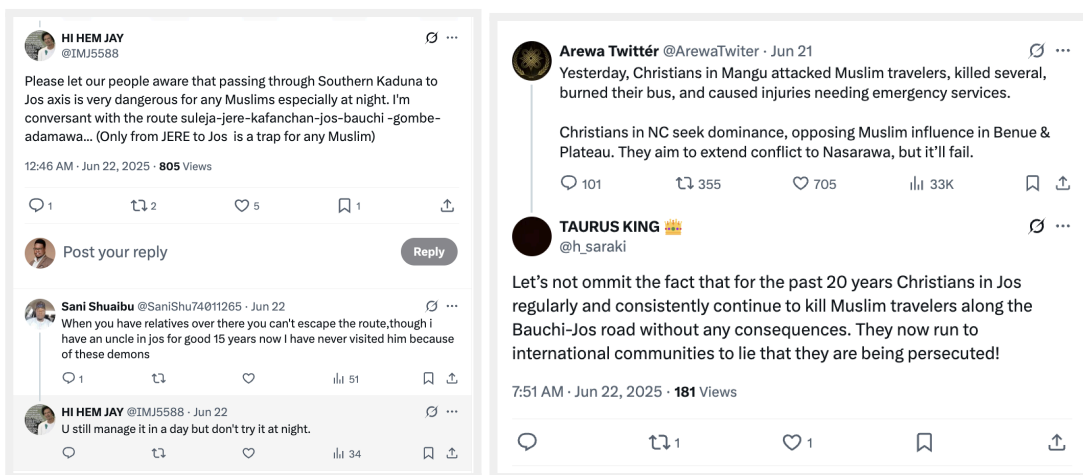 HI HEM JAY
@IMJ5588
Please let our people aware that passing through Southern Kaduna to
Jos axis is very dangerous for any Muslims especially at night. I'm
conversant with the route suleja-jere-kafanchan-jos-bauchi -gombe-
adamawa... (Only from JERE to Jos is a trap for any Muslim)
12:46 AM · Jun 22, 2025 · 805 Views
1 2 5 1
Post your reply
Reply
Sani Shuaibu @SaniShu74011265 · Jun 22
When you have relatives over there you can't escape the route,though i
have an uncle in jos for good 15 years now I have never visited him because
of these demons
1 51
HI HEM JAY @IMJ5588 · Jun 22
U still manage it in a day but don't try it at night.
34
Arewa Twittér @ArewaTwiter · Jun 21
Yesterday, Christians in Mangu attacked Muslim travelers, killed several,
burned their bus, and caused injuries needing emergency services.
Christians in NC seek dominance, opposing Muslim influence in Benue &
Plateau. They aim to extend conflict to Nasarawa, but it'll fail.
101 355 705 33K
TAURUS KING
@h_saraki
Let's not ommit the fact that for the past 20 years Christians in Jos
regularly and consistently continue to kill Muslim travelers along the
Bauchi-Jos road without any consequences. They now run to
international communities to lie that they are being persecuted!
7:51 AM · Jun 22, 2025 · 181 Views
1 1